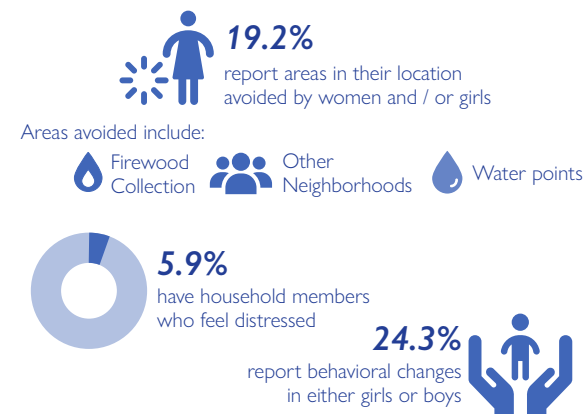 19.2%
report areas in their location
avoided by women and / or girls
Areas avoided include:
Firewood
Collection
Other
Neighborhoods
Water points
5.9%
have household members
who feel distressed
24.3%
report behavioral changes
in either girls or boys